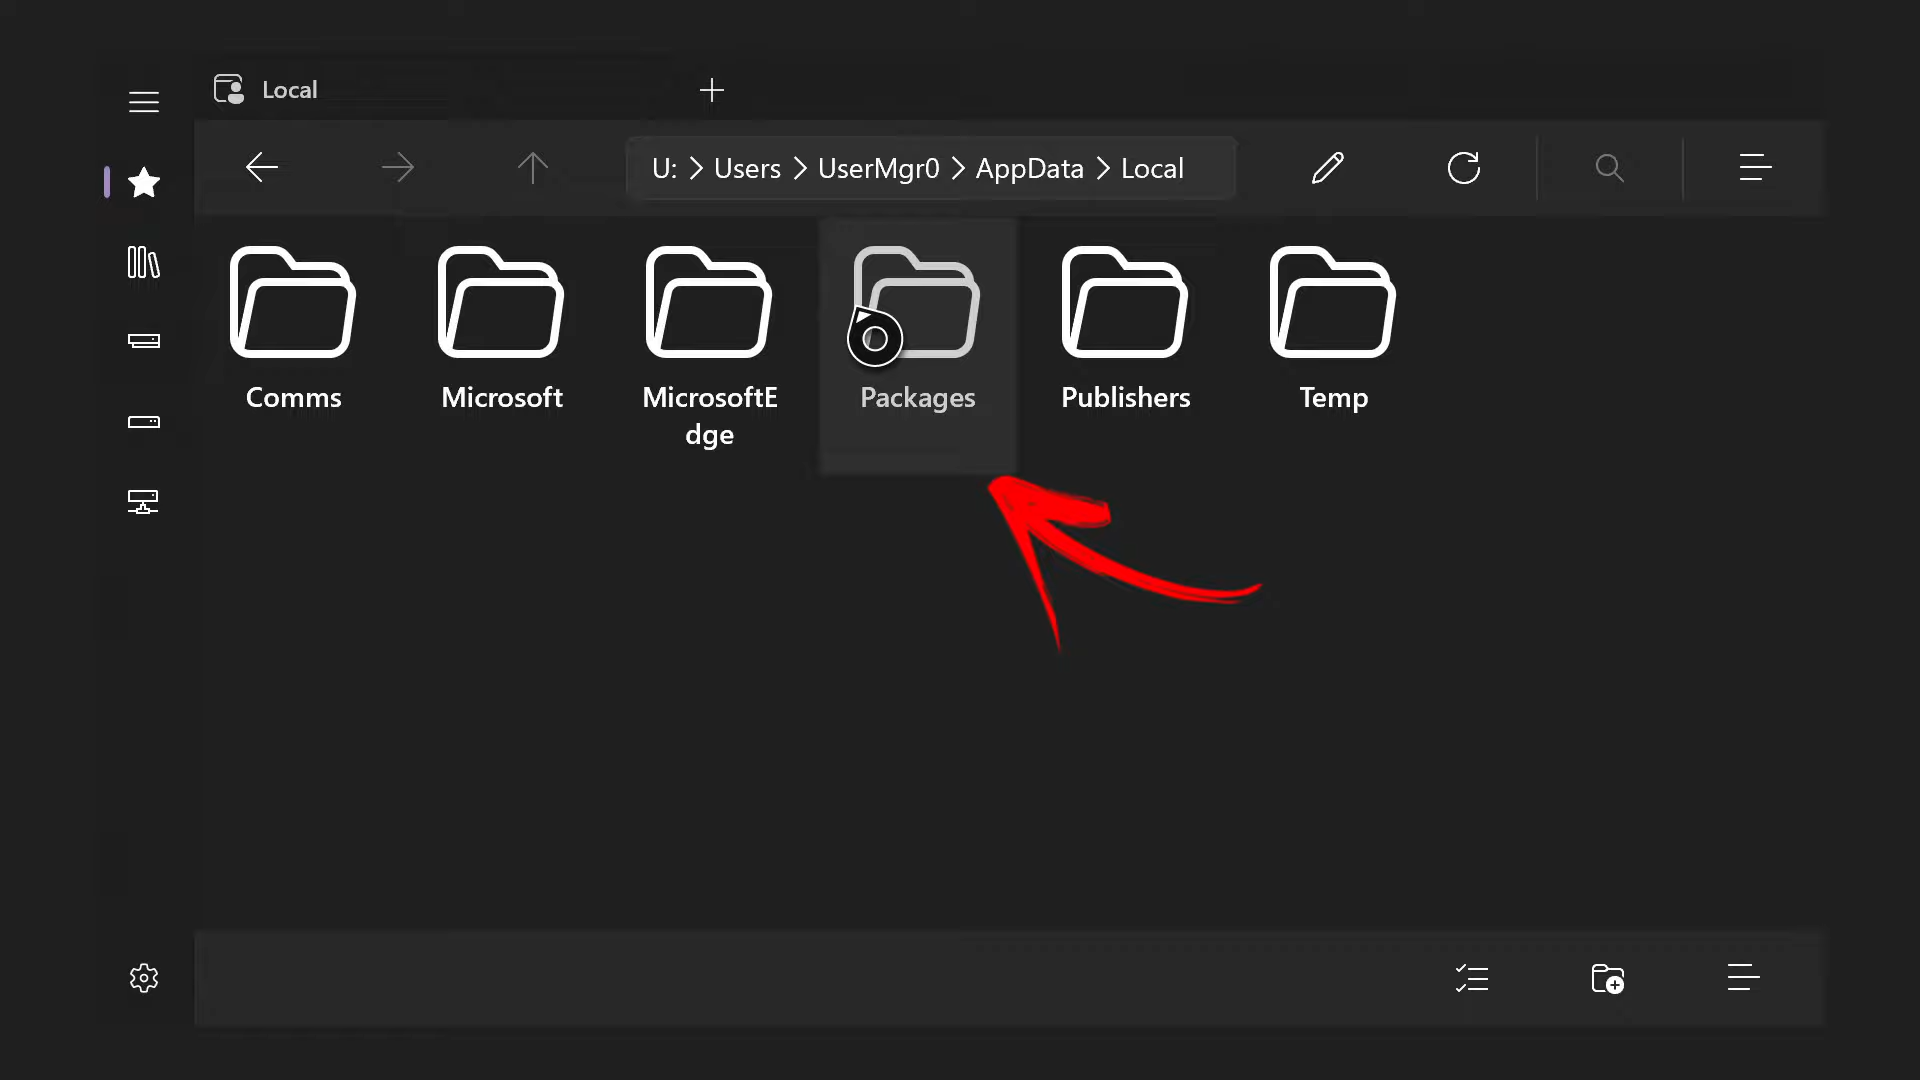 Local
U: > Users > UserMgr0 > AppData > Local
Comms
Microsoft
MicrosoftE
dge
Packages
Publishers
Temp